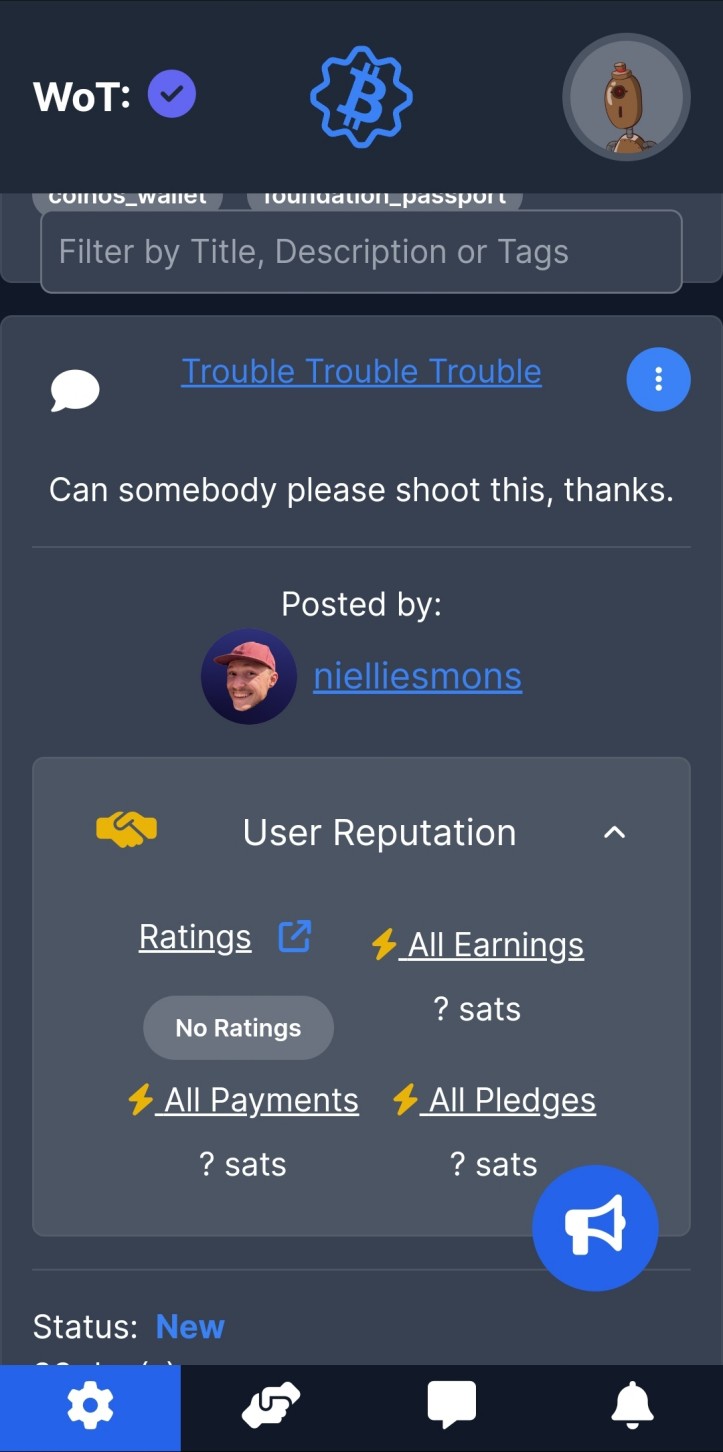 WoT:
coinos_wallet foundation_passport
Filter by Title, Description or Tags
Trouble Trouble Trouble
Can somebody please shoot this, thanks.
Posted by:
nielliesmons
User Reputation
Ratings
All Earnings
? sats
No Ratings
All Payments All Pledges
? sats ? sats
Status: New